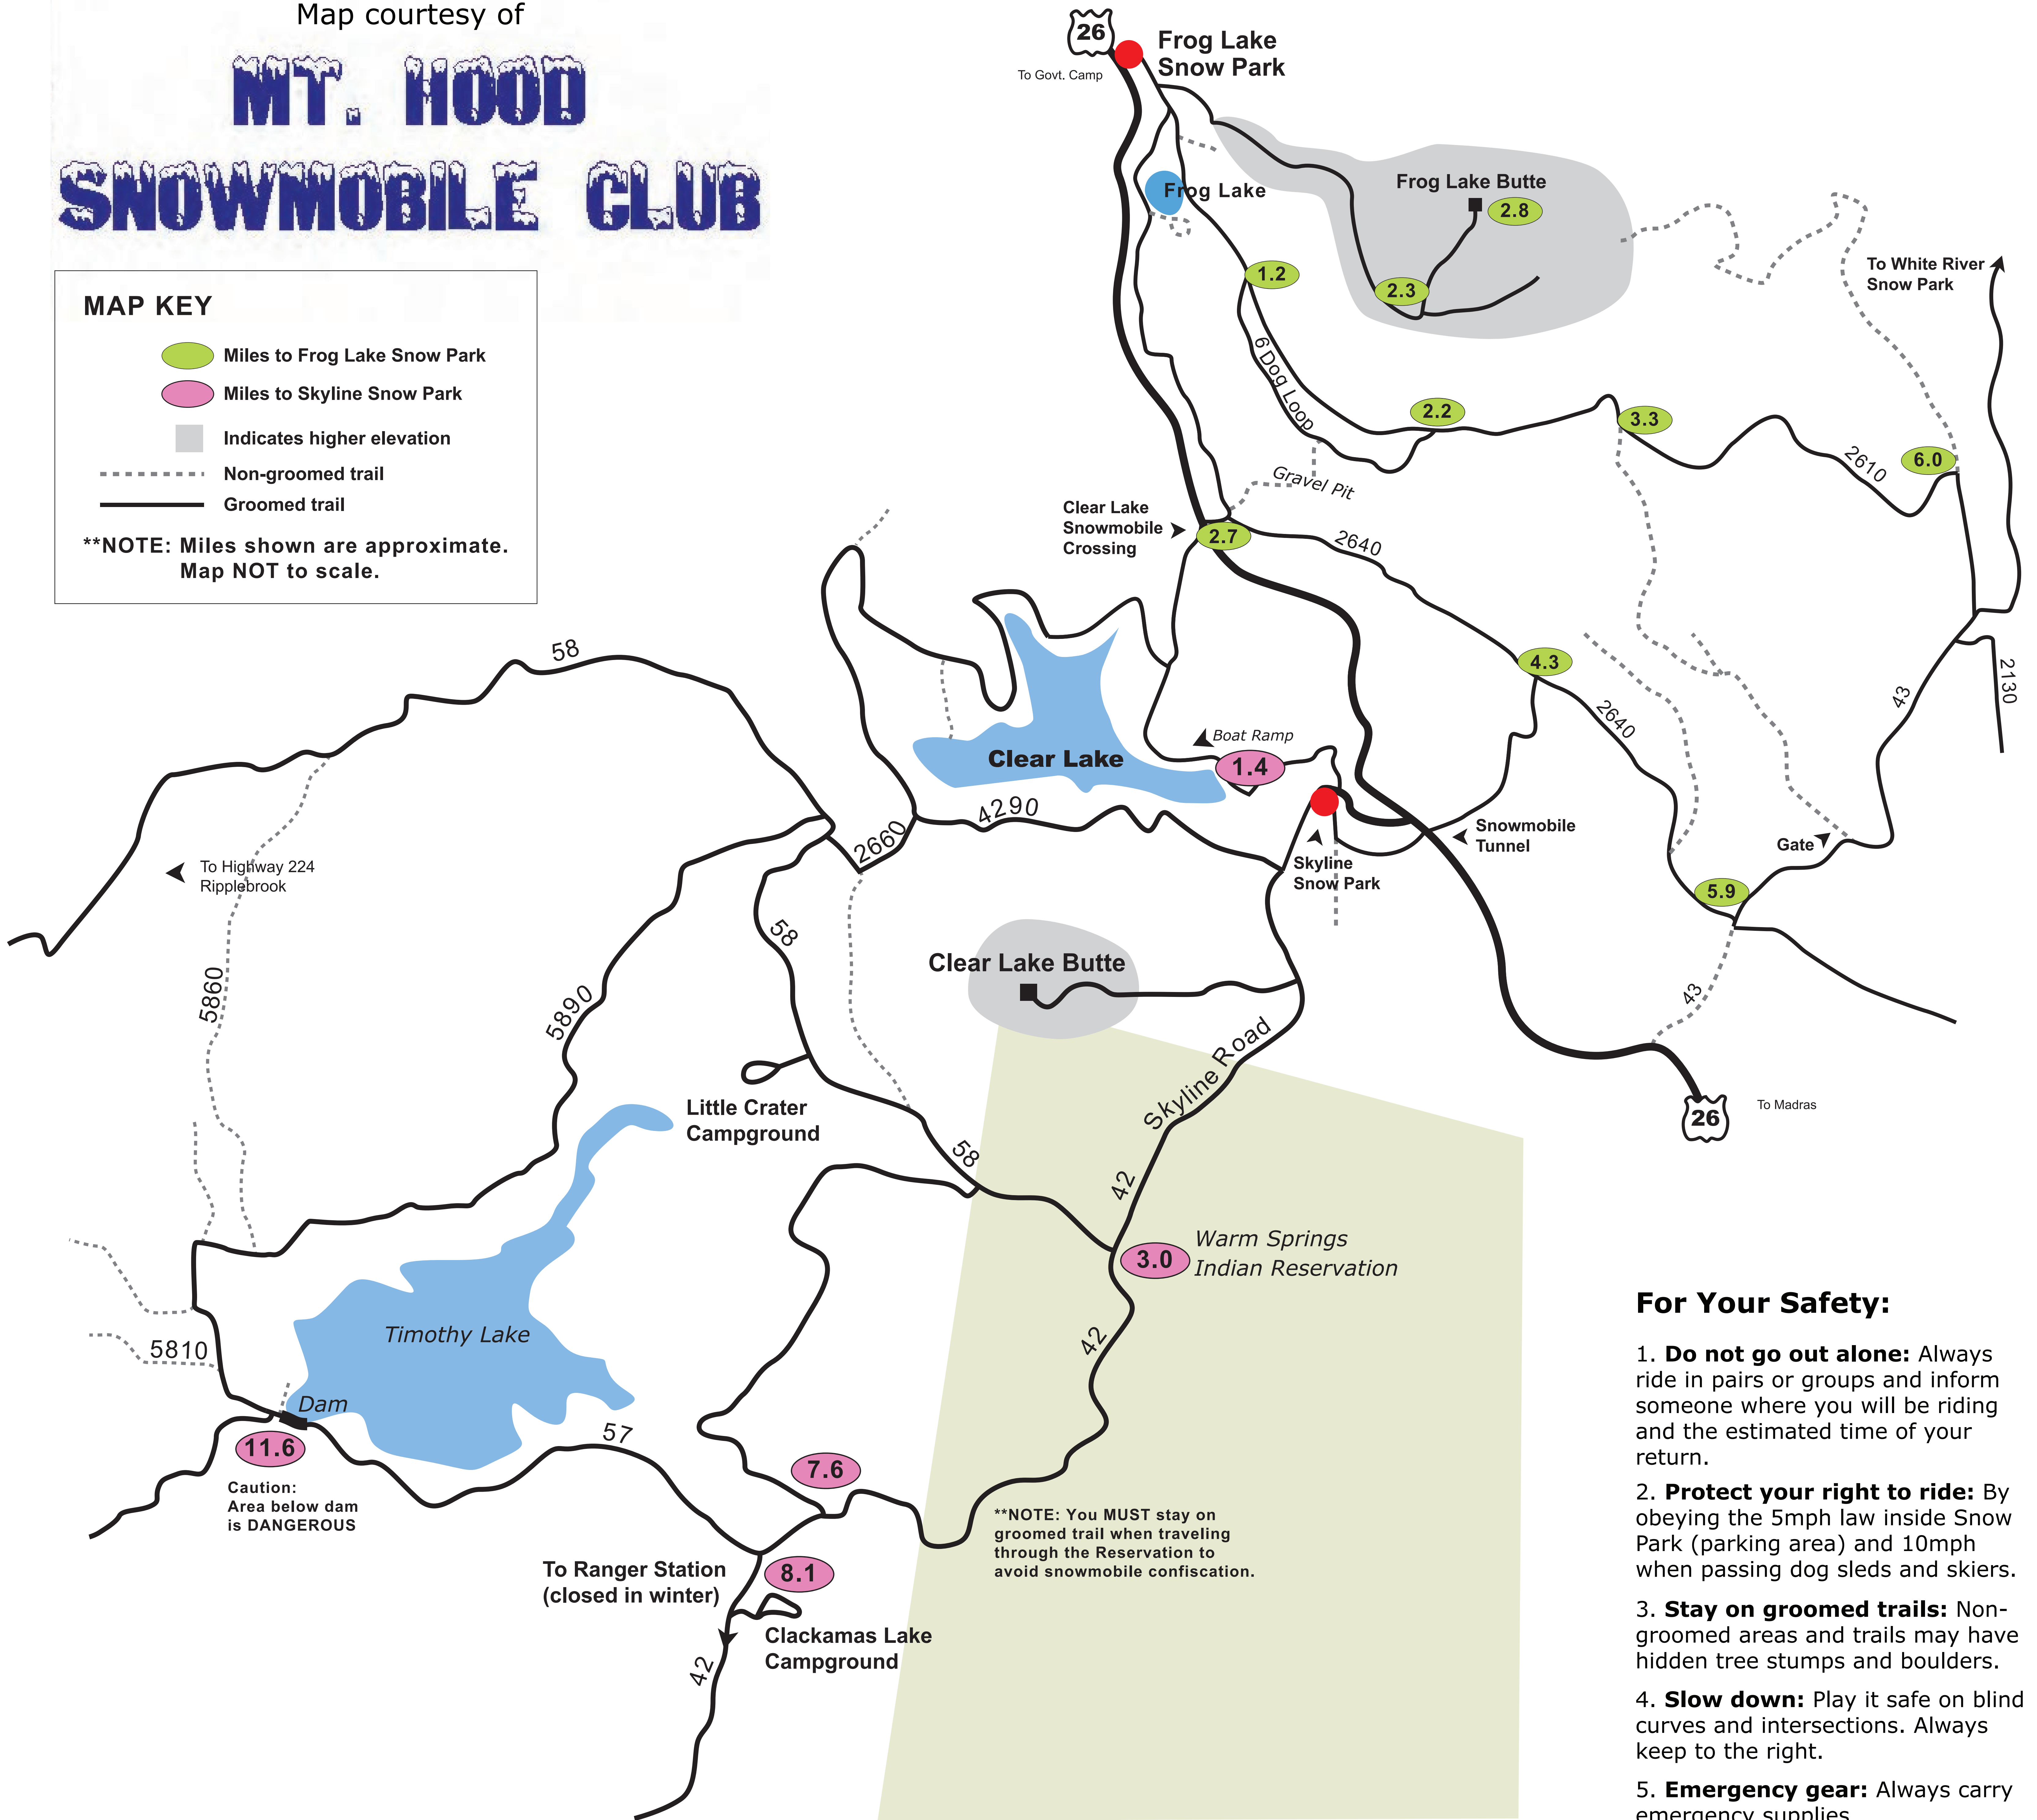 Map courtesy of
MT. HOOD
SNOWMOBILE CLUB
MAP KEY
Miles to Frog Lake Snow Park
Miles to Skyline Snow Park
Indicates higher elevation
Non-groomed trail
Groomed trail
**NOTE: Miles shown are approximate.
Map NOT to scale.
26
To Govt. Camp
Frog Lake
Snow Park
Frog Lake
Frog Lake Butte
2.8
2.3
1.2
6 Dog Loop
2.2
3.3
2610
6.0
To White River
Snow Park
Gravel Pit
Clear Lake
Snowmobile
Crossing
2.7
2640
4.3
2640
43
2130
58
Clear Lake
Boat Ramp
1.4
4290
2660
Snowmobile
Tunnel
Skyline
Snow Park
Gate
5.9
43
26
To Madras
To Highway 224
Ripplebrook
5860
5890
58
Clear Lake Butte
Skyline Road
Little Crater
Campground
58
42
3.0
Warm Springs
Indian Reservation
42
Timothy Lake
5810
Dam
11.6
Caution:
Area below dam
is DANGEROUS
57
7.6
**NOTE: You MUST stay on
groomed trail when traveling
through the Reservation to
avoid snowmobile confiscation.
To Ranger Station
(closed in winter)
8.1
Clackamas Lake
Campground
42
For Your Safety:
1. Do not go out alone: Always
ride in pairs or groups and inform
someone where you will be riding
and the estimated time of your
return.
2. Protect your right to ride: By
obeying the 5mph law inside Snow
Park (parking area) and 10mph
when passing dog sleds and skiers.
3. Stay on groomed trails: Non-
groomed areas and trails may have
hidden tree stumps and boulders.
4. Slow down: Play it safe on blind
curves and intersections. Always
keep to the right.
5. Emergency gear: Always carry
emergency supplies